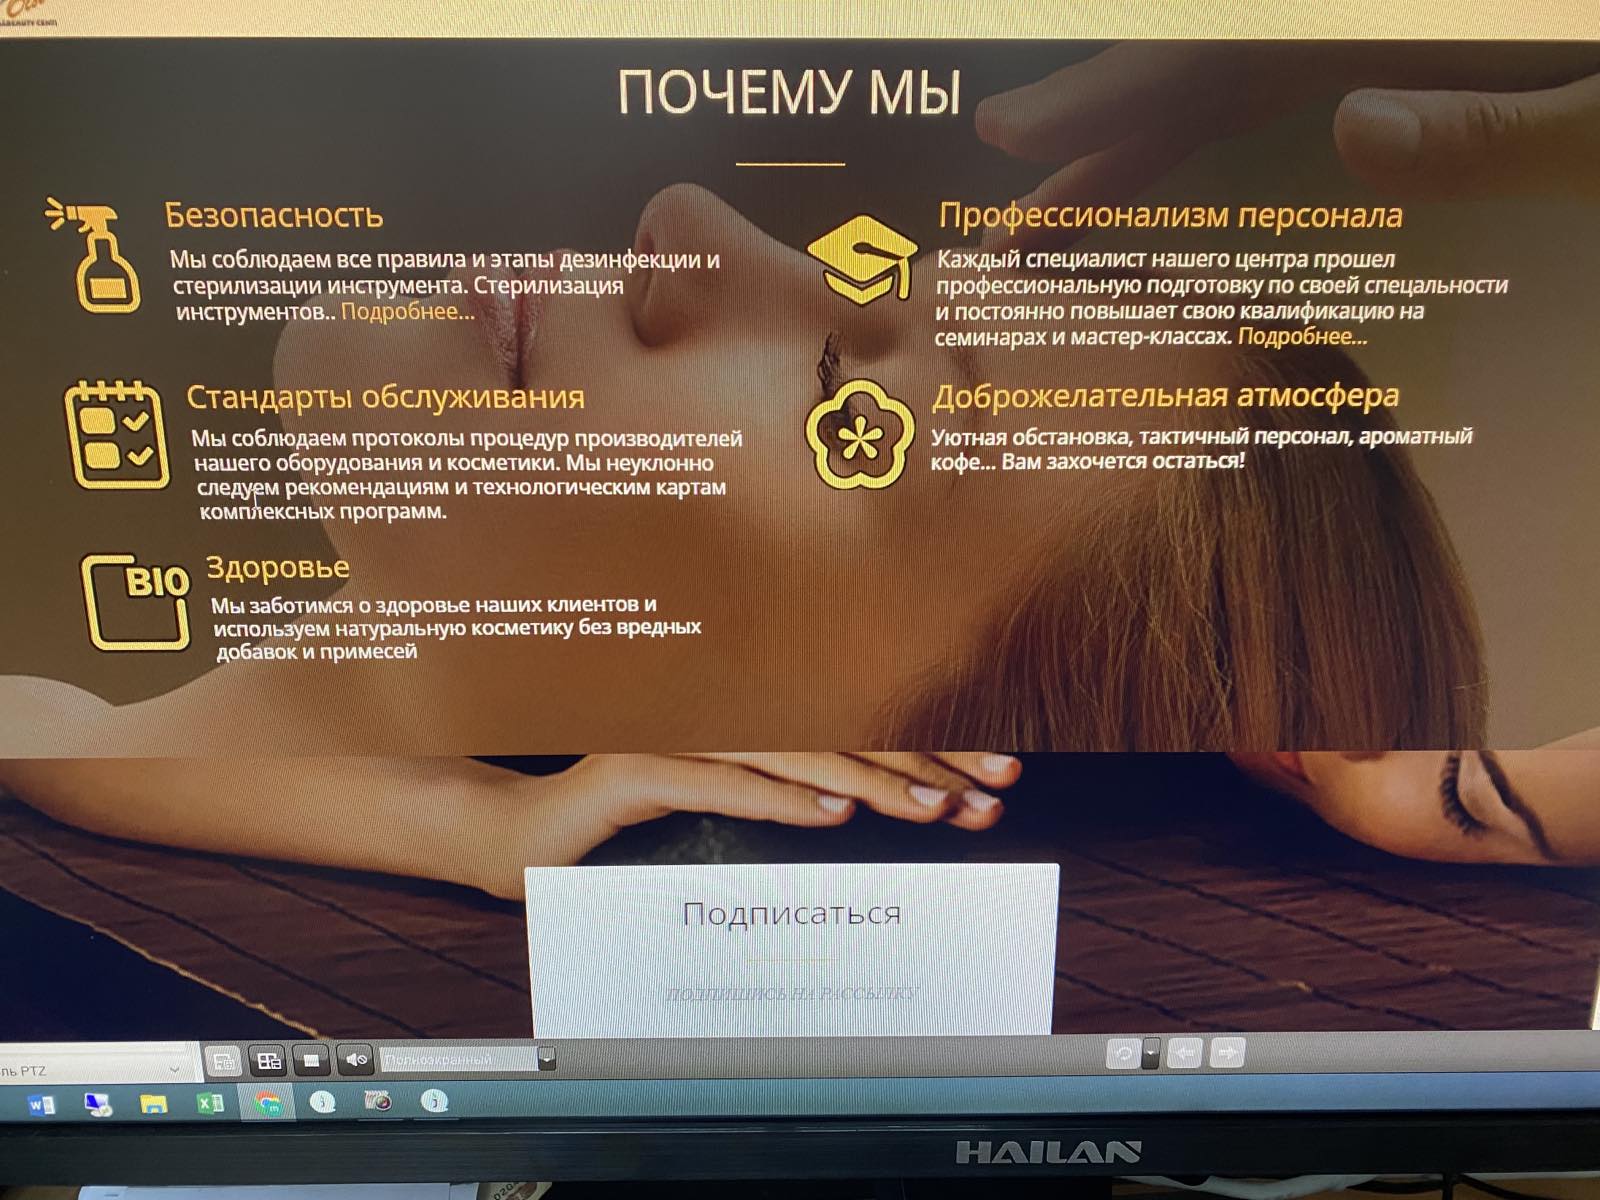 BEAUTY CENT
ПОЧЕМУ МЫ
Безопасность
Мы соблюдаем все правила и этапы дезинфекции и
стерилизации инструмента. Стерилизация
инструментов.. Подробнее...
Профессионализм персонала
Каждый специалист нашего центра прошел
профессиональную подготовку по своей спецальности
и постоянно повышает свою квалификацию на
семинарах и мастер-классах. Подробнее...
Стандарты обслуживания
Мы соблюдаем протоколы процедур производителей
нашего оборудования и косметики. Мы неуклонно
следуем рекомендациям и технологическим картам
комплексных программ.
Доброжелательная атмосфера
Уютная обстановка, тактичный персонал, ароматный
кофе... Вам захочется остаться!
BIO
Здоровье
Мы заботимся о здоровье наших клиентов и
используем натуральную косметику без вредных
добавок и примесей
Подписаться
ПОДПИШИСЬ НА РАССЫЛКУ
ль PTZ
Полноэкранный
HAILAN